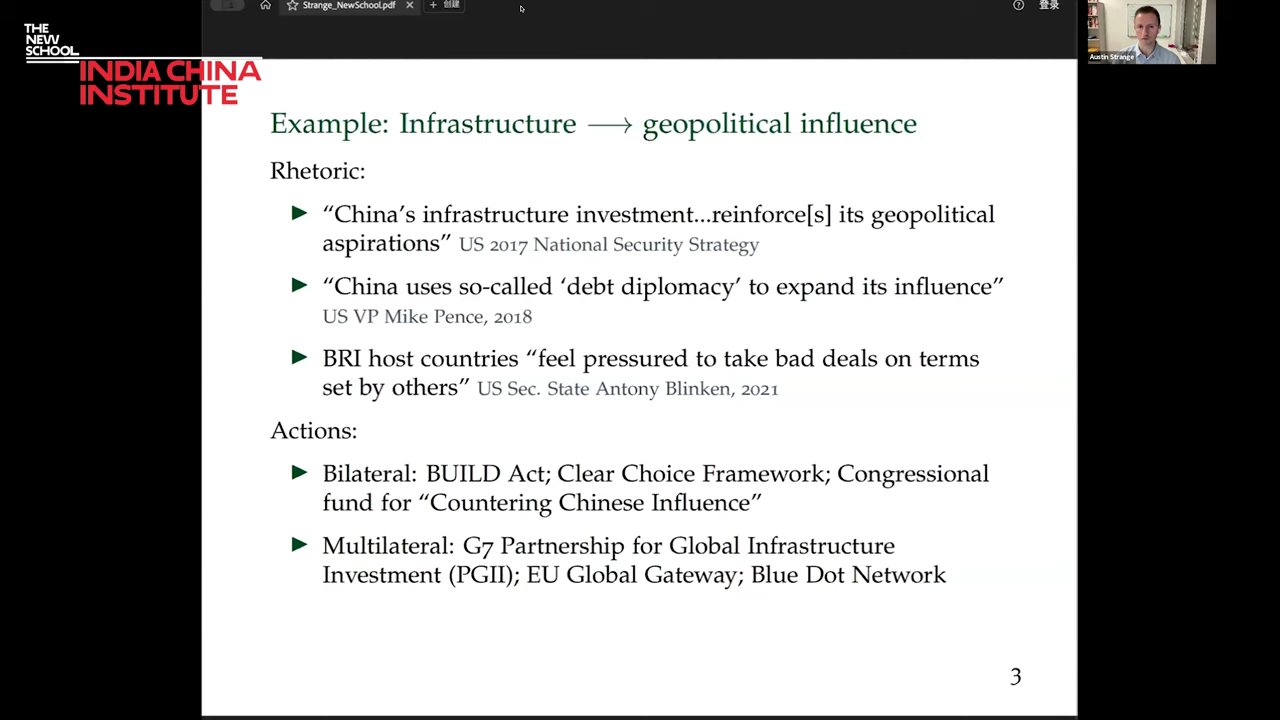 Strange_NewSchool.pdf
创建
登录
THE
NEW
SCHOOL
INDIA CHINA
INSTITUTE
Austin Strange
Example: Infrastructure → geopolitical influence
Rhetoric:
▶ “China’s infrastructure investment...reinforce[s] its geopolitical
aspirations” US 2017 National Security Strategy
▶ “China uses so-called ‘debt diplomacy’ to expand its influence”
US VP Mike Pence, 2018
▶ BRI host countries “feel pressured to take bad deals on terms
set by others” US Sec. State Antony Blinken, 2021
Actions:
▶ Bilateral: BUILD Act; Clear Choice Framework; Congressional
fund for “Countering Chinese Influence”
▶ Multilateral: G7 Partnership for Global Infrastructure
Investment (PGII); EU Global Gateway; Blue Dot Network
3